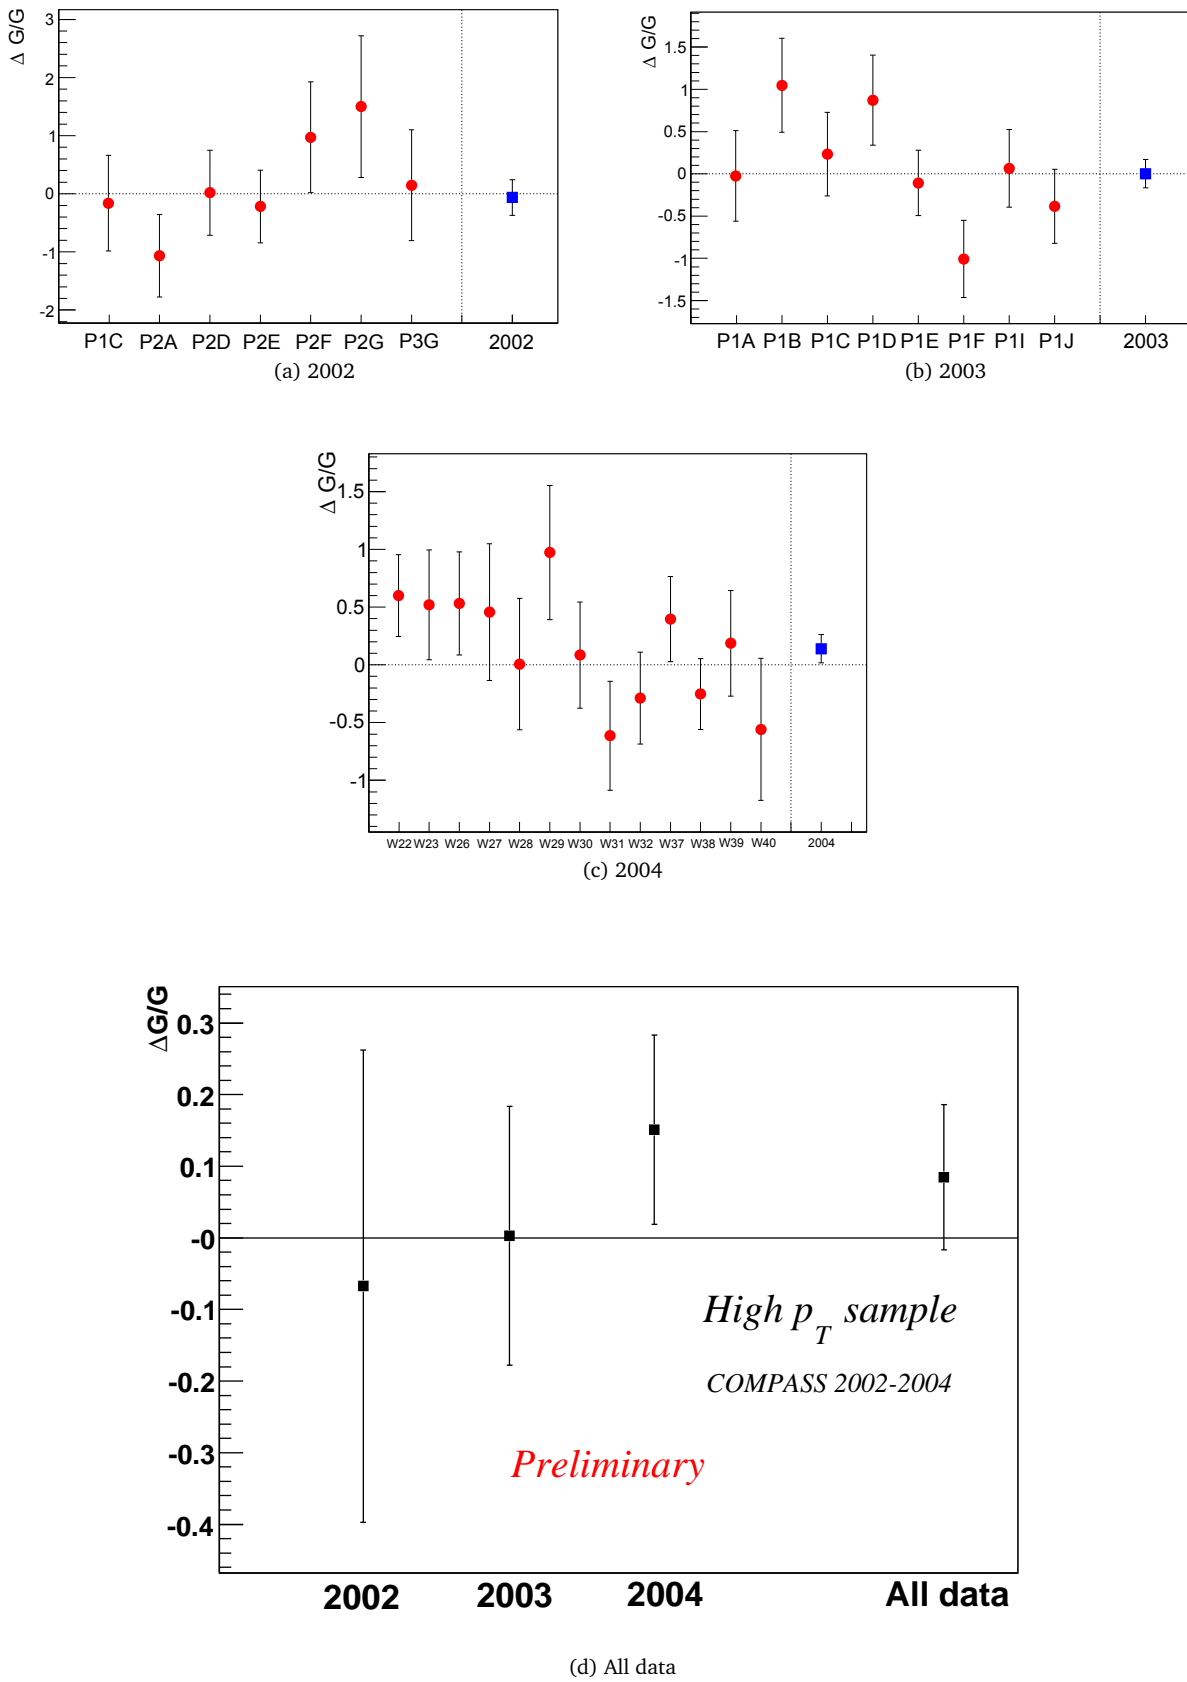 Δ G/G
3
2
1
0
-1
-2
P1C P2A P2D P2E P2F P2G P3G 2002
(a) 2002
Δ G/G
1.5
1
0.5
0
-0.5
-1
-1.5
P1A P1B P1C P1D P1E P1F P1I P1J 2003
(b) 2003
Δ G/G
1.5
1
0.5
0
-0.5
-1
W22 W23 W26 W27 W28 W29 W30 W31 W32 W37 W38 W39 W40 2004
(c) 2004
ΔG/G
0.3
0.2
0.1
-0
-0.1
-0.2
-0.3
-0.4
High p_T sample
COMPASS 2002-2004
Preliminary
2002 2003 2004 All data
(d) All data